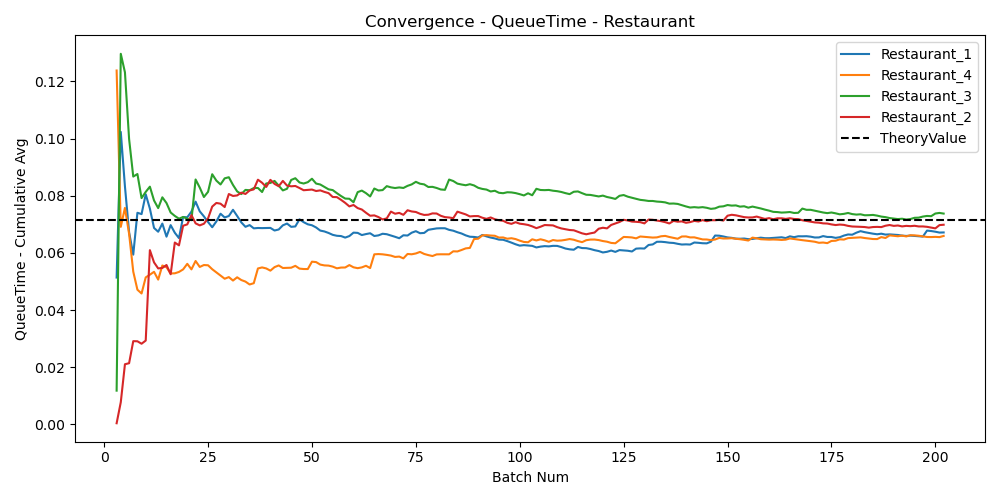 Convergence - QueueTime - Restaurant
QueueTime - Cumulative Avg
0.12
0.10
0.08
0.06
0.04
0.02
0.00
Restaurant_1
Restaurant_4
Restaurant_3
Restaurant_2
TheoryValue
0 25 50 75 100 125 150 175 200
Batch Num